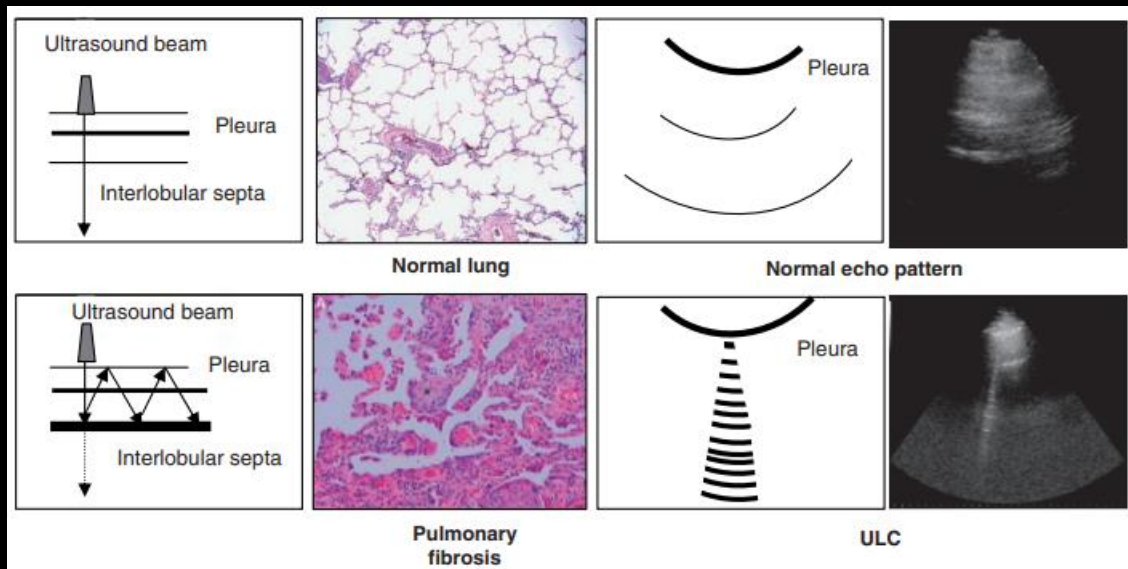 Ultrasound beam
Pleura
Interlobular septa
Pleura
Normal lung
Normal echo pattern
Ultrasound beam
Pleura
Interlobular septa
Pleura
Pulmonary
fibrosis
ULC